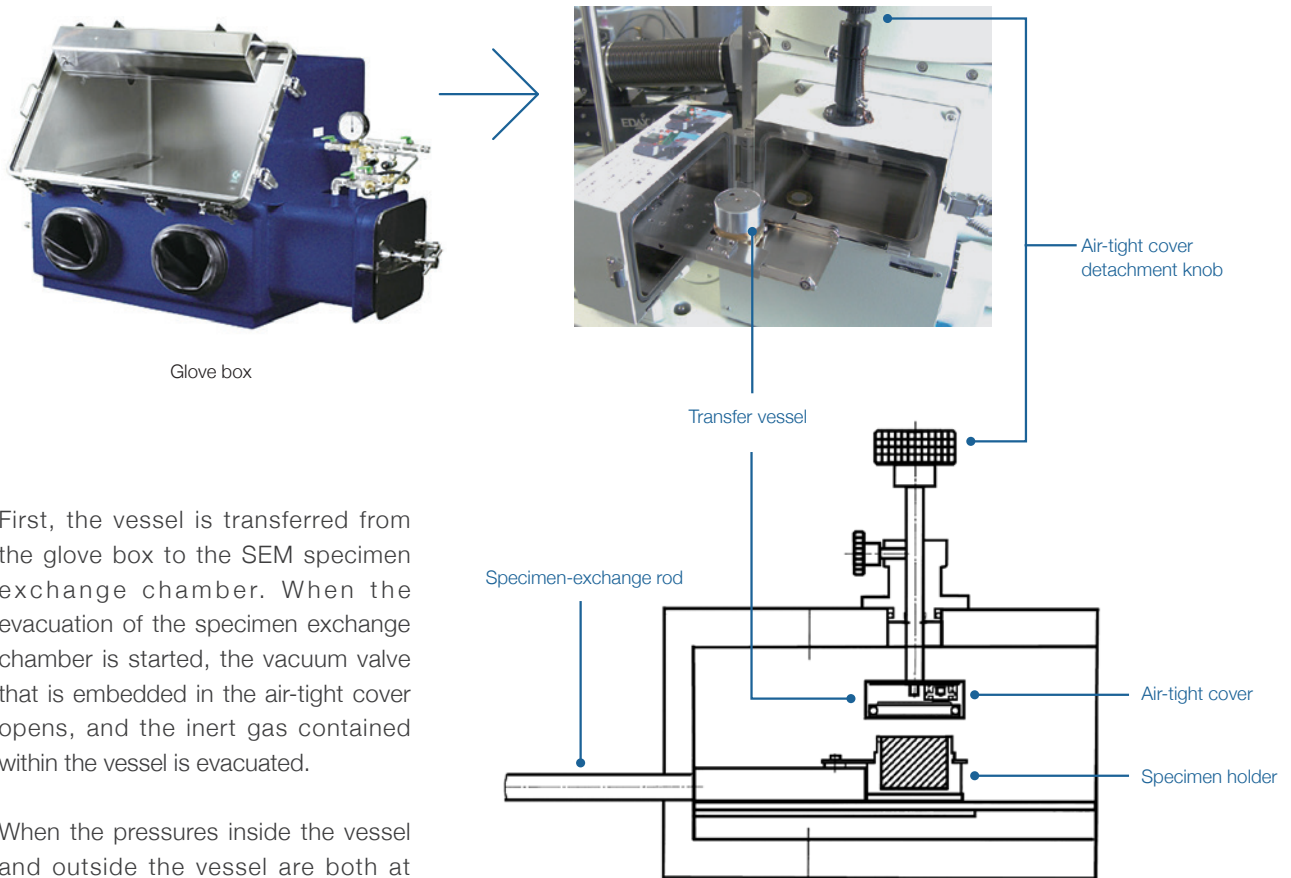 EDAX
Glove box
Air-tight cover
detachment knob
Transfer vessel
First, the vessel is transferred from
the glove box to the SEM specimen
exchange chamber. When the
evacuation of the specimen exchange
chamber is started, the vacuum valve
that is embedded in the air-tight cover
opens, and the inert gas contained
within the vessel is evacuated.
When the pressures inside the vessel
and outside the vessel are both at
Specimen-exchange rod
Air-tight cover
Specimen holder